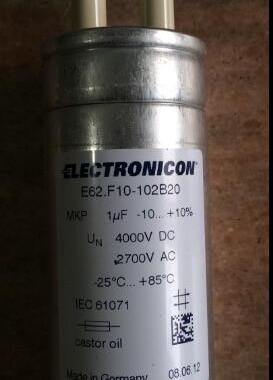 ELECTRONICON
E62.F10-102B20
MKP 1µF -10... +10%
UN 4000V DC
2700V AC
-25°C... +85°C
IEC 61071
castor oil
Made in Germany 08.06.12